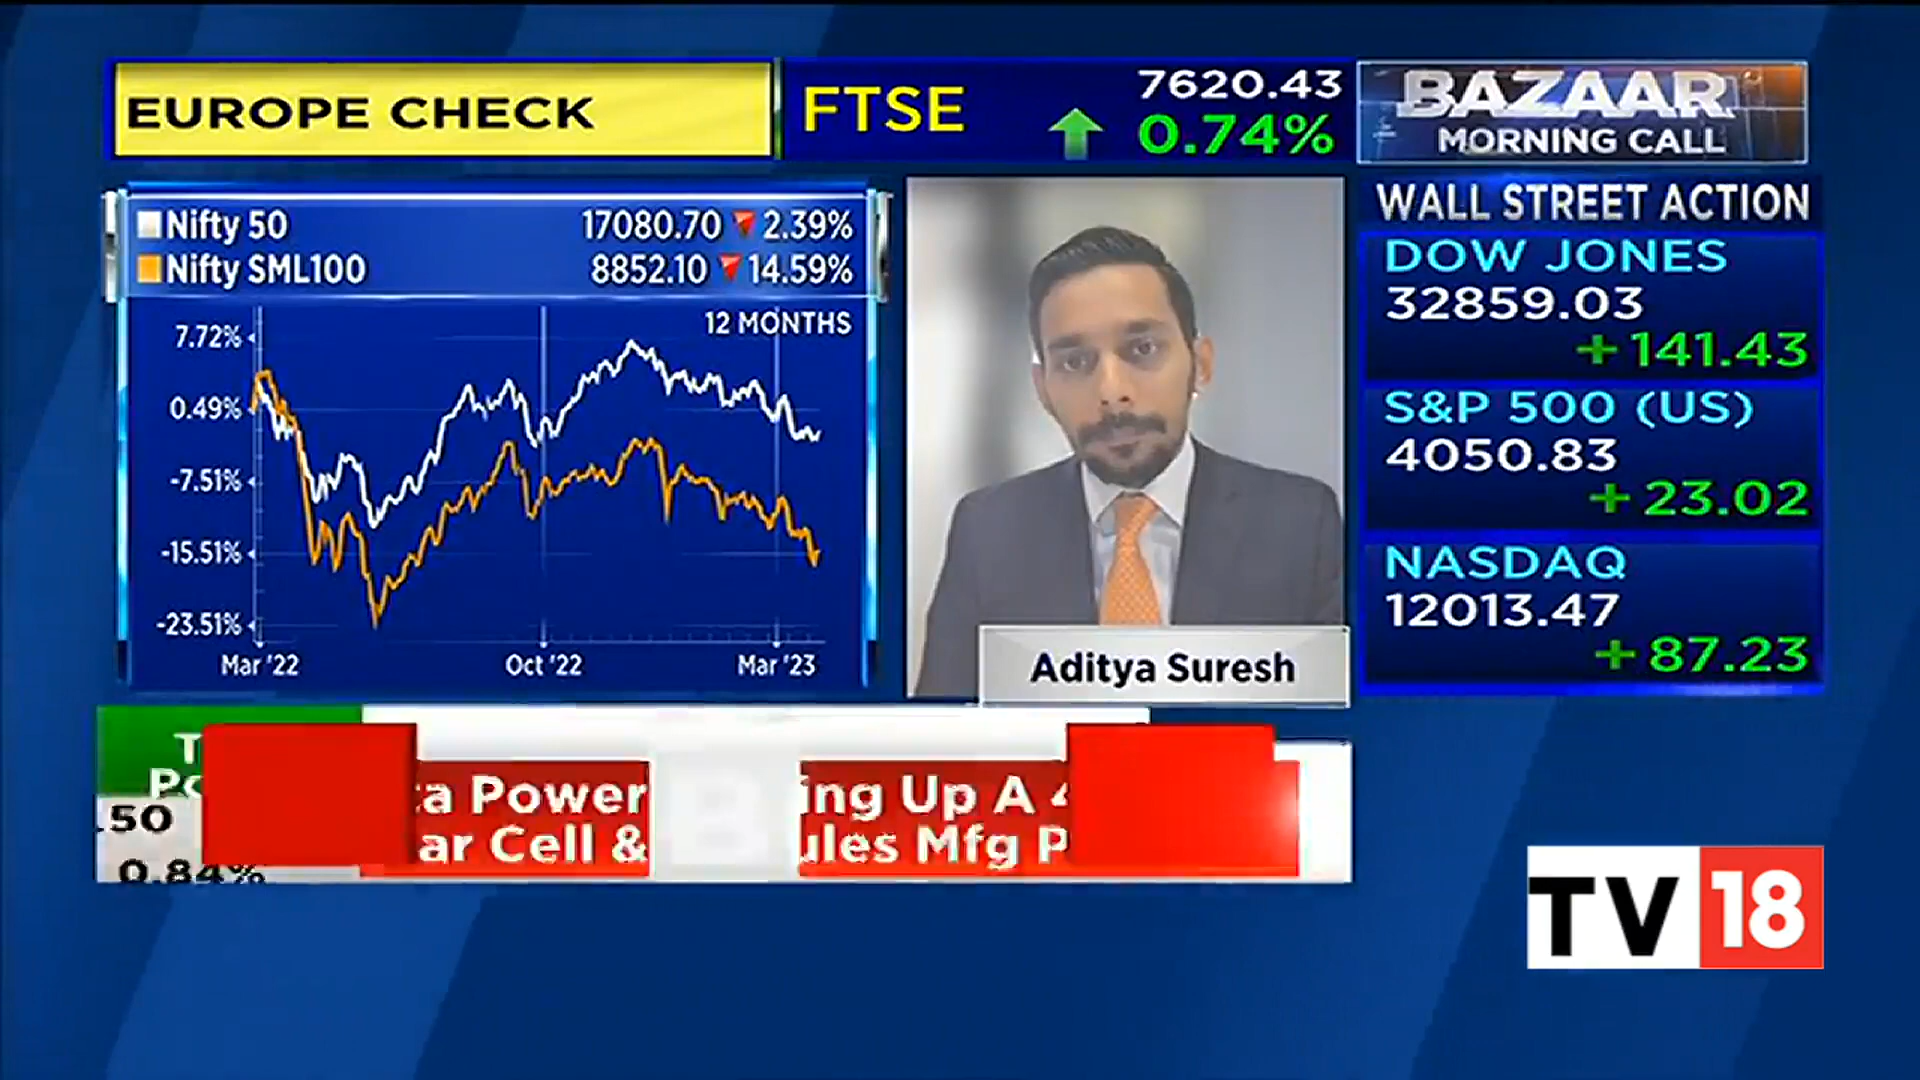 EUROPE CHECK
FTSE
7620.43
0.74%
BAZAAR
MORNING CALL
Nifty 50 17080.70 2.39%
Nifty SML100 8852.10 14.59%
12 MONTHS
7.72%
0.49%
-7.51%
-15.51%
-23.51%
Mar '22 Oct '22 Mar '23
Aditya Suresh
WALL STREET ACTION
DOW JONES
32859.03
+ 141.43
S&P 500 (US)
4050.83
+ 23.02
NASDAQ
12013.47
+ 87.23
Power Up A
Cell & Mfg
.50
0.84%
TV18